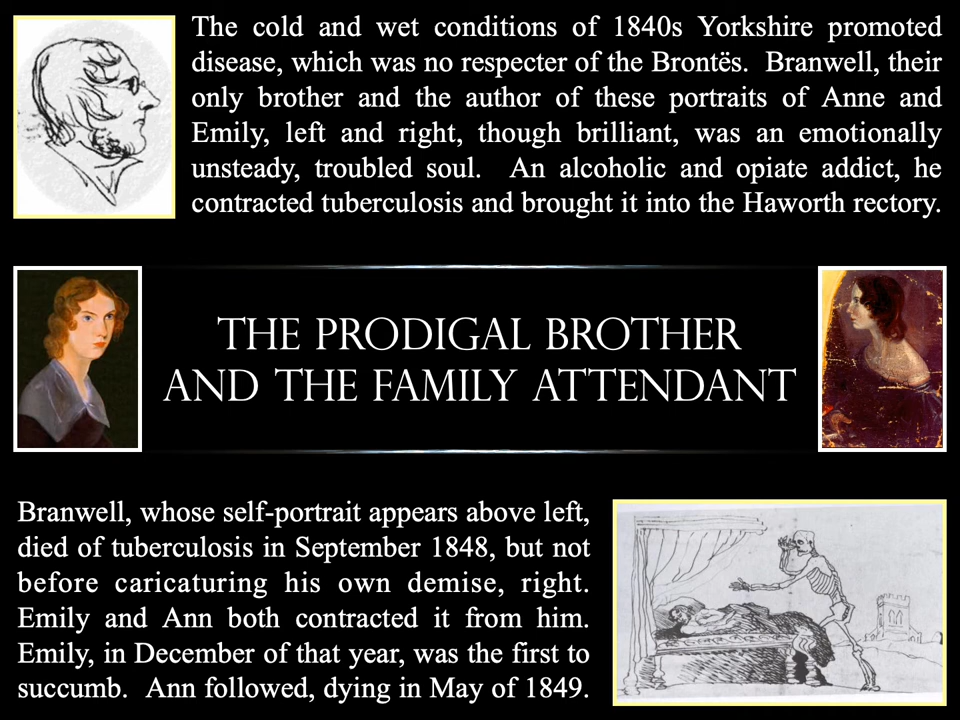 The cold and wet conditions of 1840s Yorkshire promoted
disease, which was no respecter of the Brontës. Branwell, their
only brother and the author of these portraits of Anne and
Emily, left and right, though brilliant, was an emotionally
unsteady, troubled soul. An alcoholic and opiate addict, he
contracted tuberculosis and brought it into the Haworth rectory.
THE PRODIGAL BROTHER
AND THE FAMILY ATTENDANT
Branwell, whose self-portrait appears above left,
died of tuberculosis in September 1848, but not
before caricaturing his own demise, right.
Emily and Ann both contracted it from him.
Emily, in December of that year, was the first to
succumb. Ann followed, dying in May of 1849.